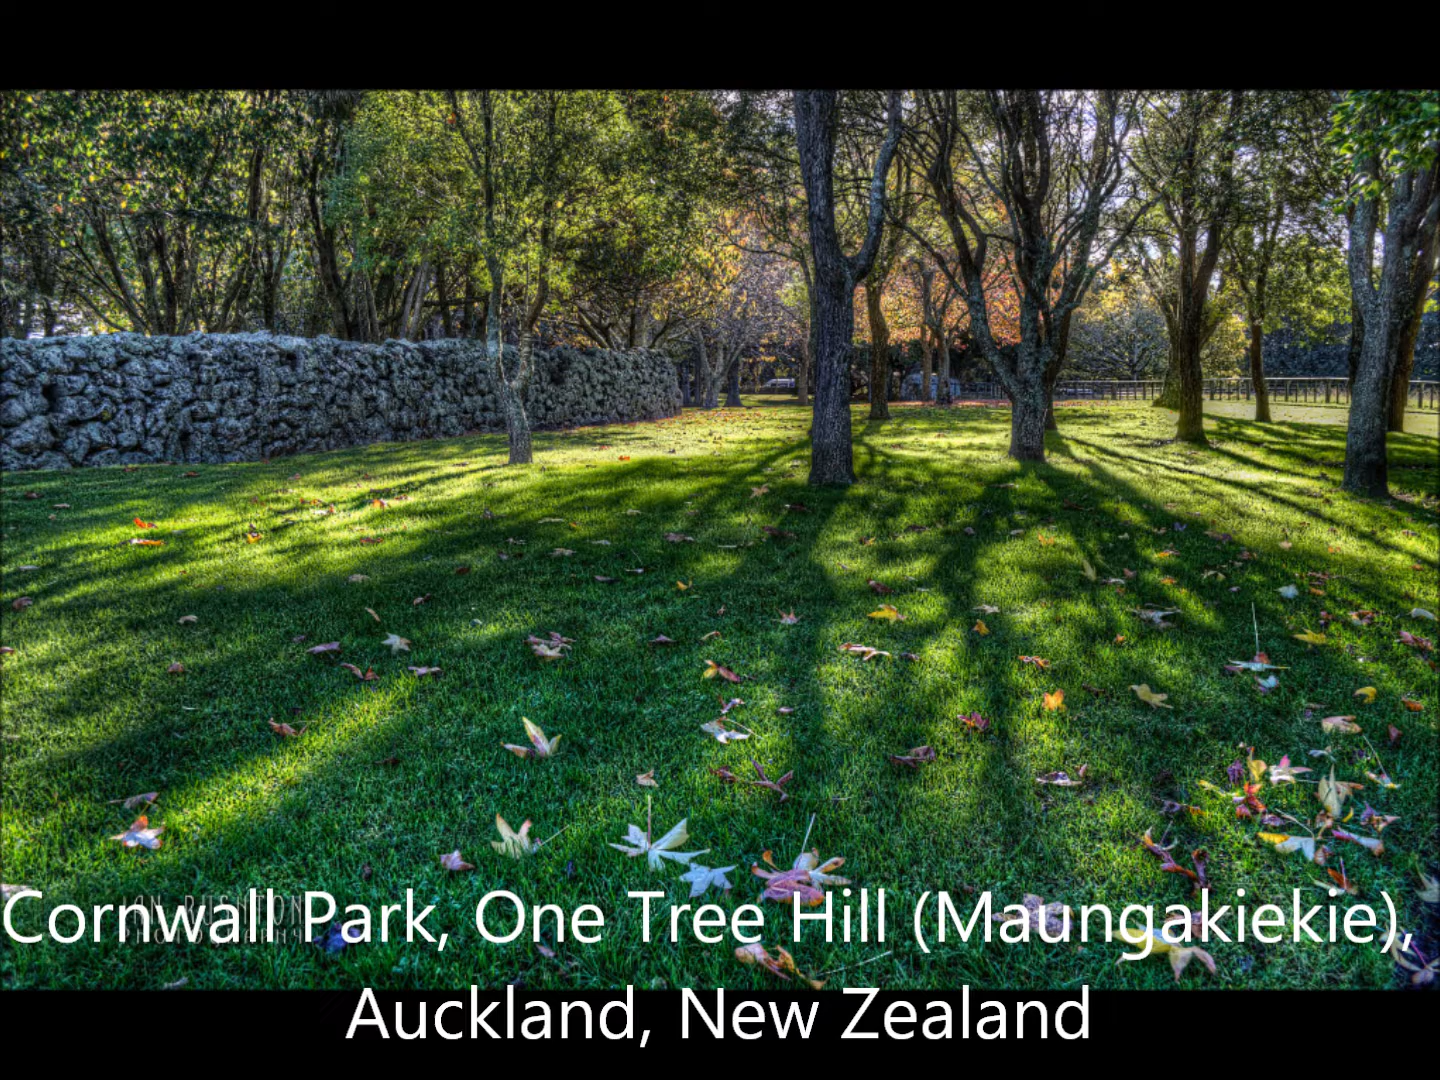 Cornwall Park, One Tree Hill (Maungakiekie),
Auckland, New Zealand